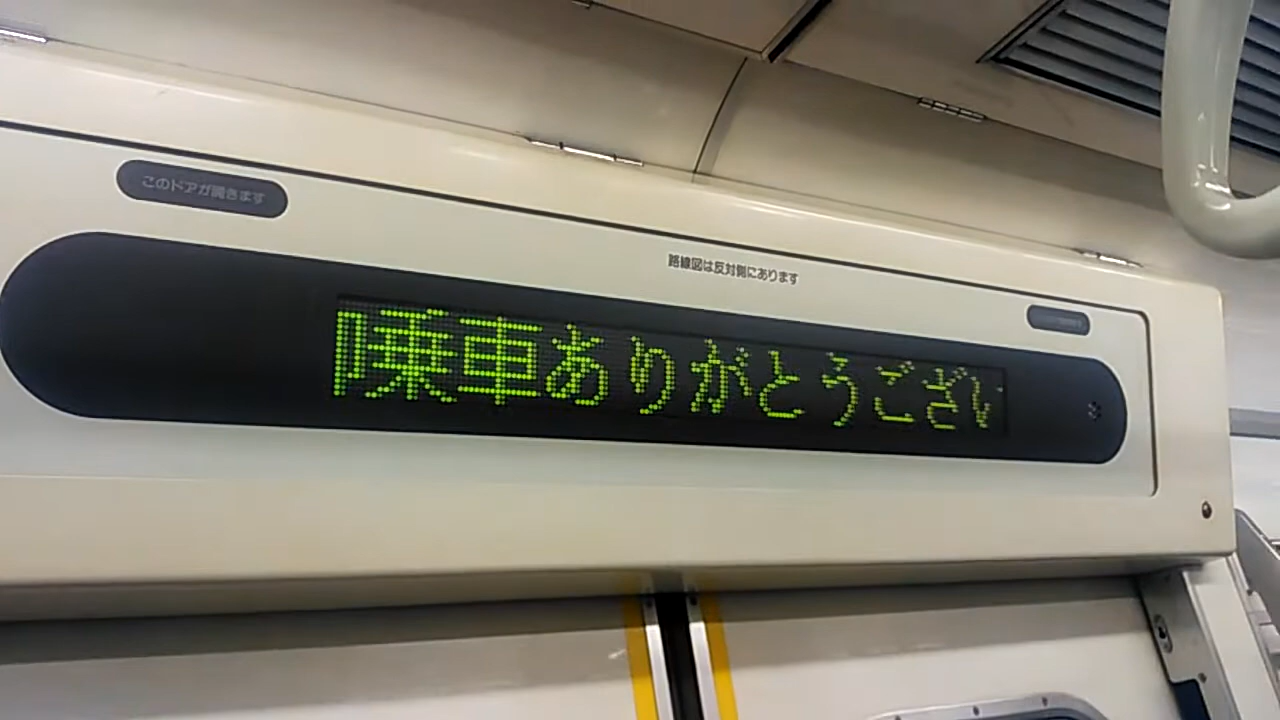 このドアが開きます
路線図は反対側にあります
乗車ありがとうござい